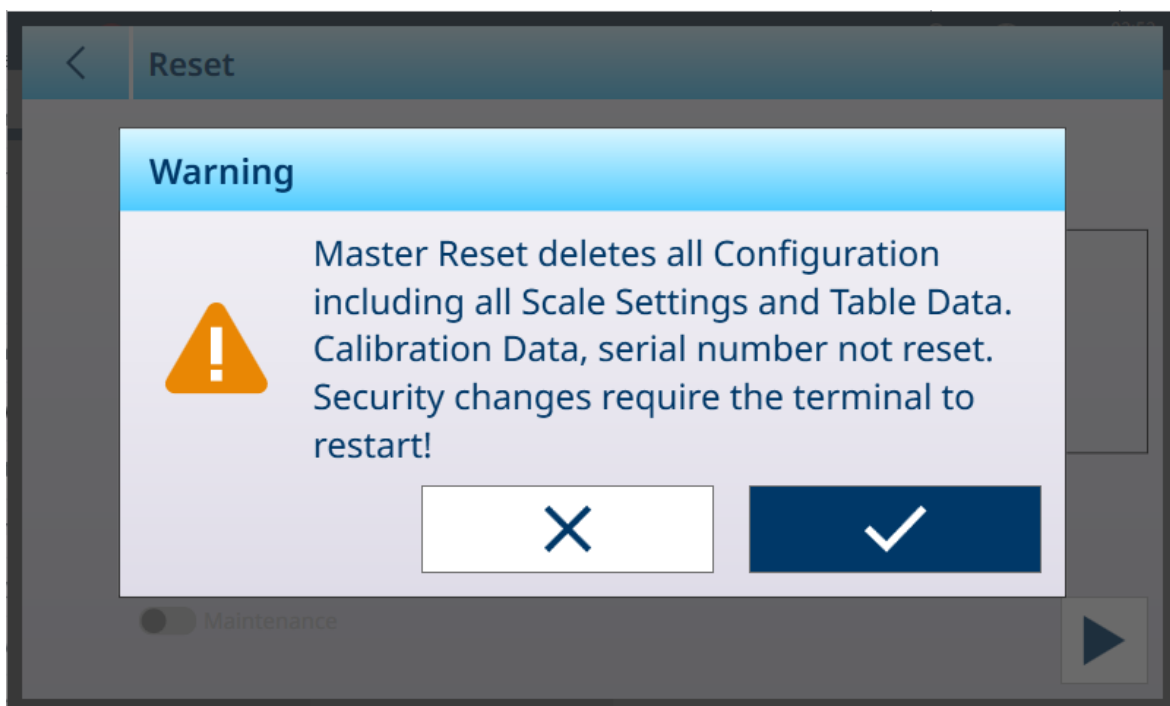 Reset
Warning
Master Reset deletes all Configuration
including all Scale Settings and Table Data.
Calibration Data, serial number not reset.
Security changes require the terminal to
restart!
Maintenance